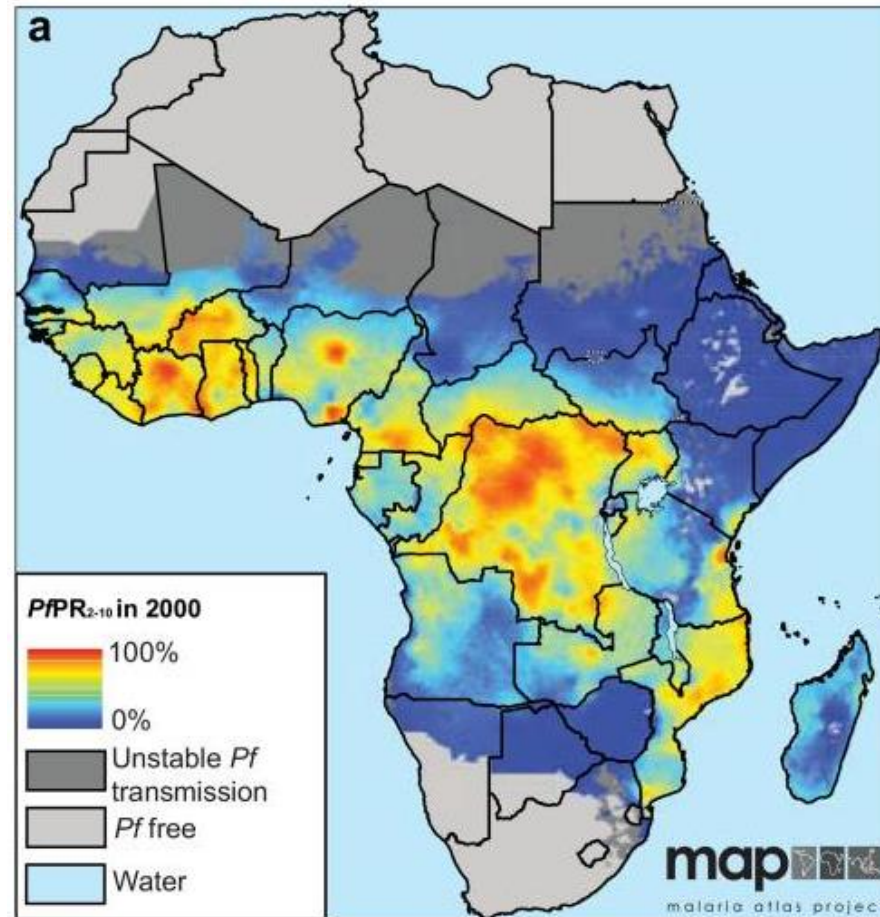 a
PfPR2-10 in 2000
100%
0%
Unstable Pf
transmission
Pf free
Water
map
malaria atlas projec